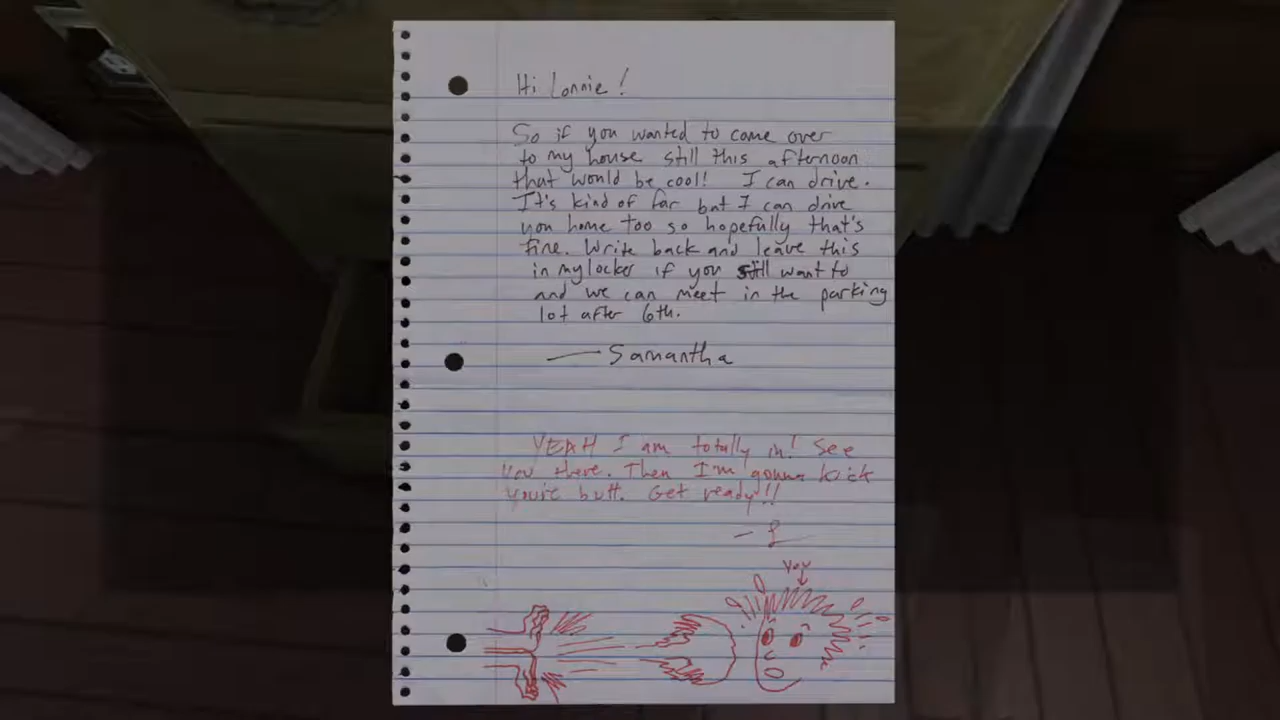 Hi Lonnie!
So if you wanted to come over
to my house still this afternoon
that would be cool! I can drive.
It's kind of far but I can drive
you home too so hopefully that's
fine. Write back and leave this
in my locker if you still want to
and we can meet in the parking
lot after 6th.
— Samantha
YEAH I am totally in! See
you there. Then I'm gonna kick
you're butt. Get ready!!
- L
you